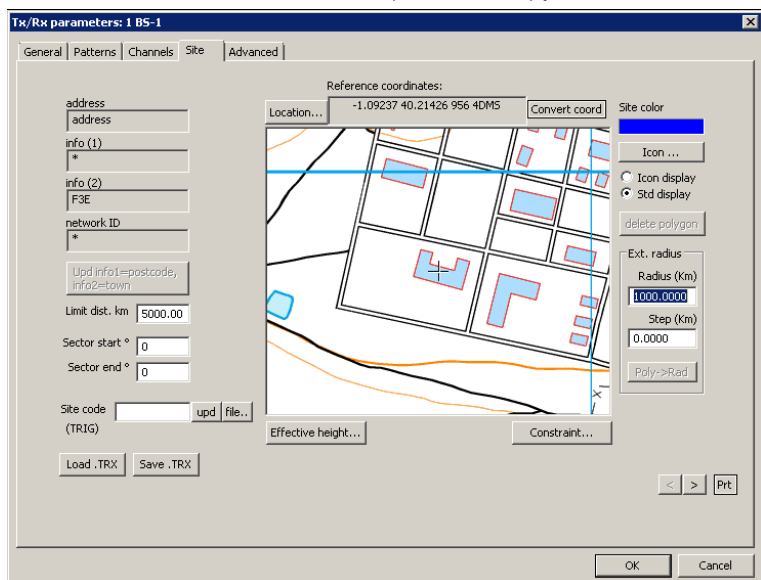 Tx/Rx parameters: 1 BS-1
General Patterns Channels Site Advanced
Reference coordinates:
Location... -1.09237 40.21426 956 4DMS Convert coord
address
address
info (1)
*
info (2)
F3E
network ID
*
Upd info1=postcode,
info2=town
Limit dist. km 5000.00
Sector start ° 0
Sector end ° 0
Site code upd file..
(TRIG)
Load .TRX Save .TRX
Effective height... Constraint...
Site color
Icon ...
Icon display
Std display
delete polygon
Ext. radius
Radius (Km)
1000.0000
Step (Km)
0.0000
Poly->Rad
< > Prt
OK Cancel